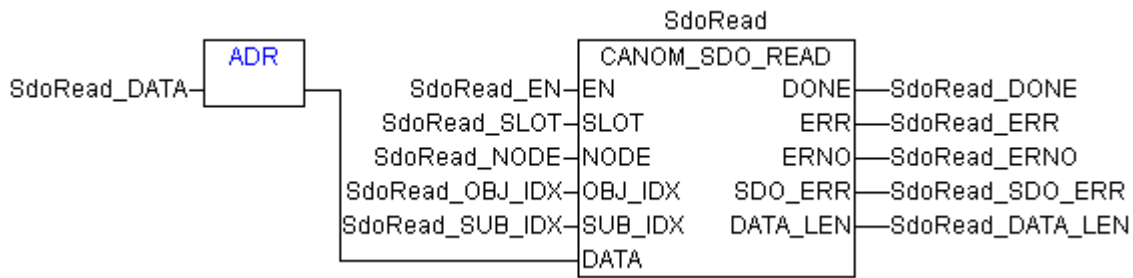 SdoRead
ADR
CANOM_SDO_READ
SdoRead_DATA
SdoRead_EN EN DONE SdoRead_DONE
SdoRead_SLOT SLOT ERR SdoRead_ERR
SdoRead_NODE NODE ERNO SdoRead_ERNO
SdoRead_OBJ_IDX OBJ_IDX SDO_ERR SdoRead_SDO_ERR
SdoRead_SUB_IDX SUB_IDX DATA_LEN SdoRead_DATA_LEN
DATA